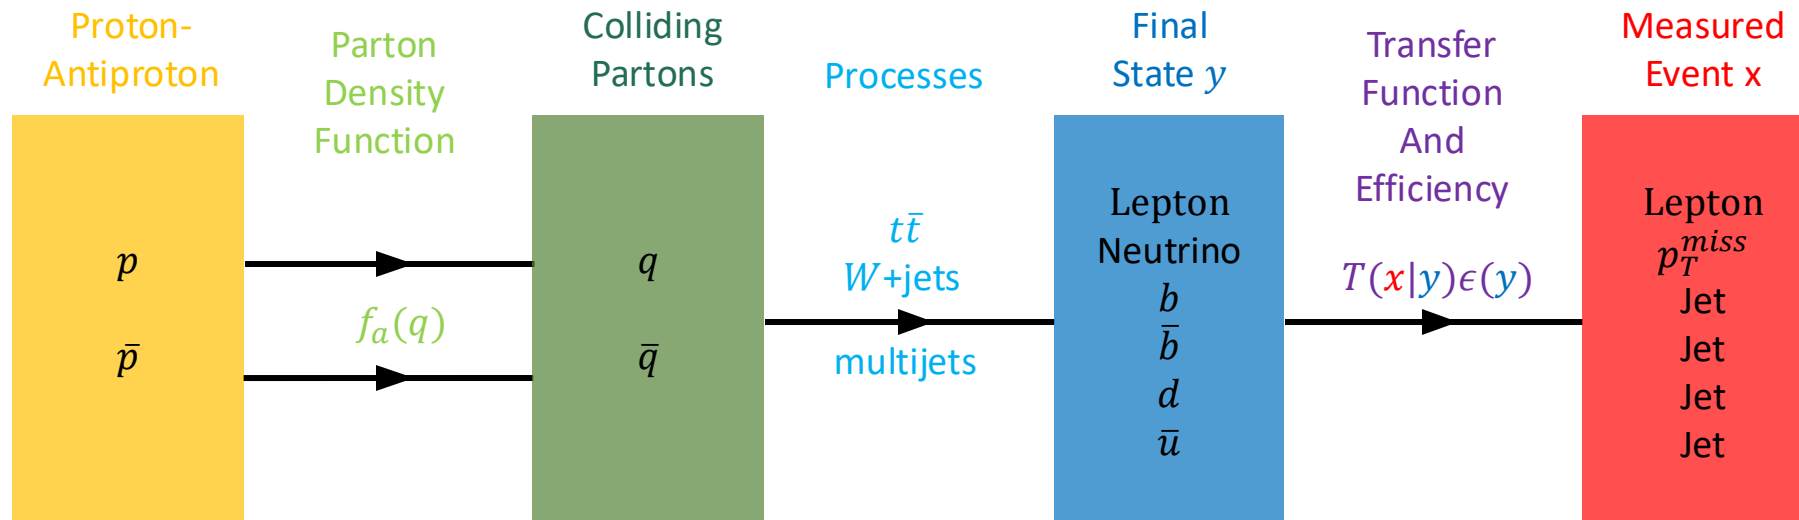 Proton-
Antiproton
p
p̄
Parton
Density
Function
f_a(q)
Colliding
Partons
q
q̄
Processes
tt̄
W+jets
multijets
Final
State y
Lepton
Neutrino
b
b̄
d
ū
Transfer
Function
And
Efficiency
T(x|y)ϵ(y)
Measured
Event x
Lepton
p_T^miss
Jet
Jet
Jet
Jet